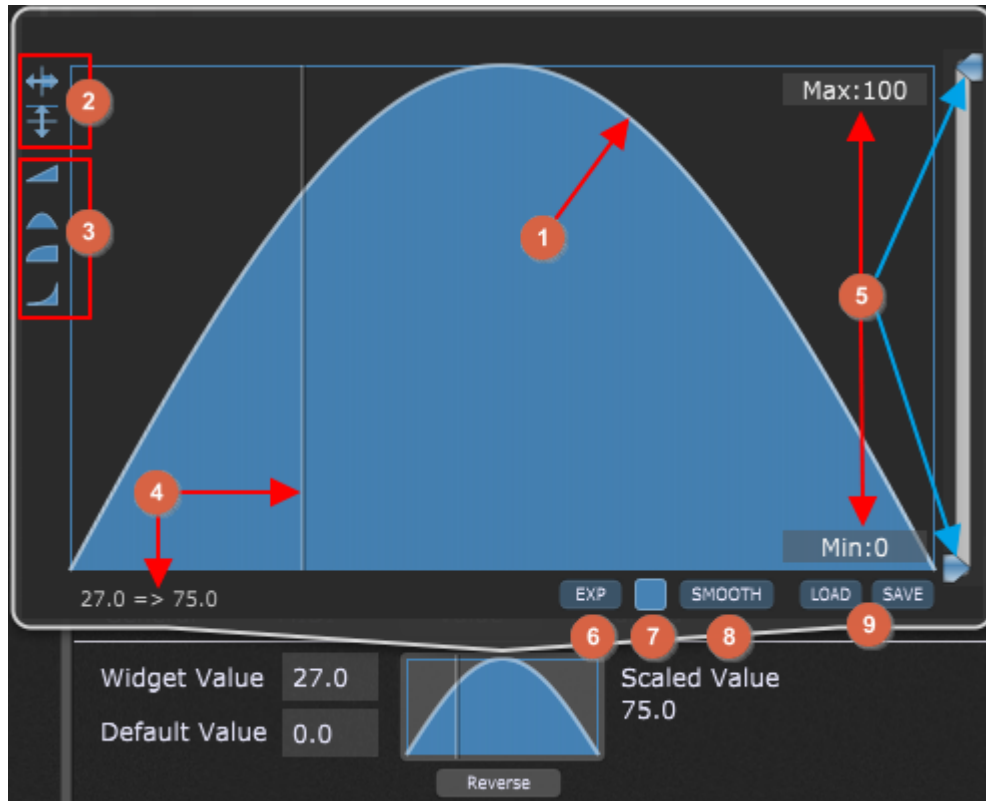 2
Max:100
3
1
5
4
Min:0
27.0 => 75.0
EXP
SMOOTH
LOAD
SAVE
6
7
8
9
Widget Value
27.0
Scaled Value
75.0
Default Value
0.0
Reverse